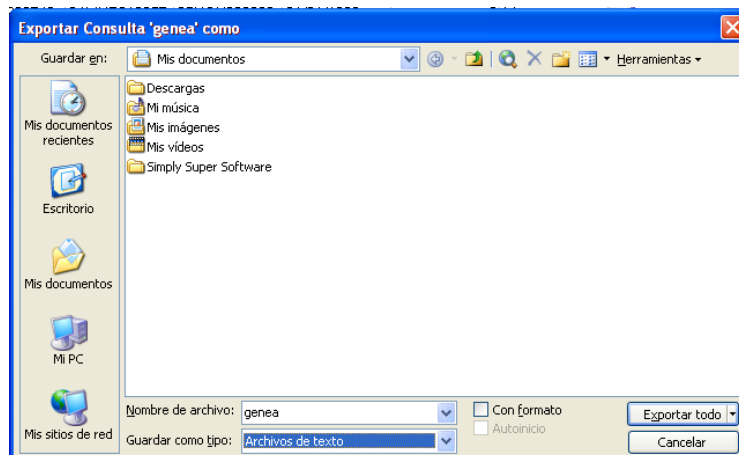 Exportar Consulta 'genea' como
Guardar en:
Mis documentos
Herramientas
Mis documentos recientes
Escritorio
Mis documentos
Mi PC
Mis sitios de red
Descargas
Mi música
Mis imágenes
Mis vídeos
Simply Super Software
Nombre de archivo:
genea
Guardar como tipo:
Archivos de texto
Con formato
Autoinicio
Exportar todo
Cancelar